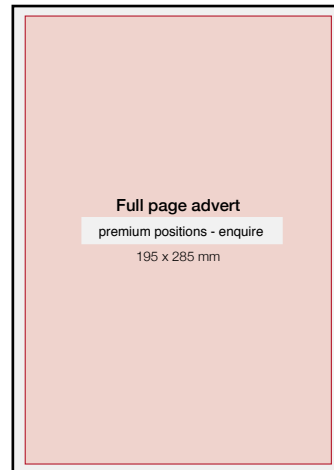 Full page advert
premium positions - enquire
195 x 285 mm